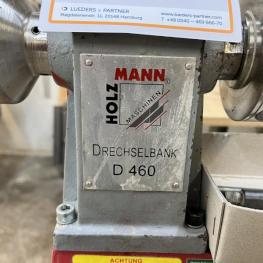 LUEDERS + PARTNER
www.lueders-partner.com
HOLZ
MANN®
MASCHINEN
DRECHSELBANK
D 460
ACHTUNG